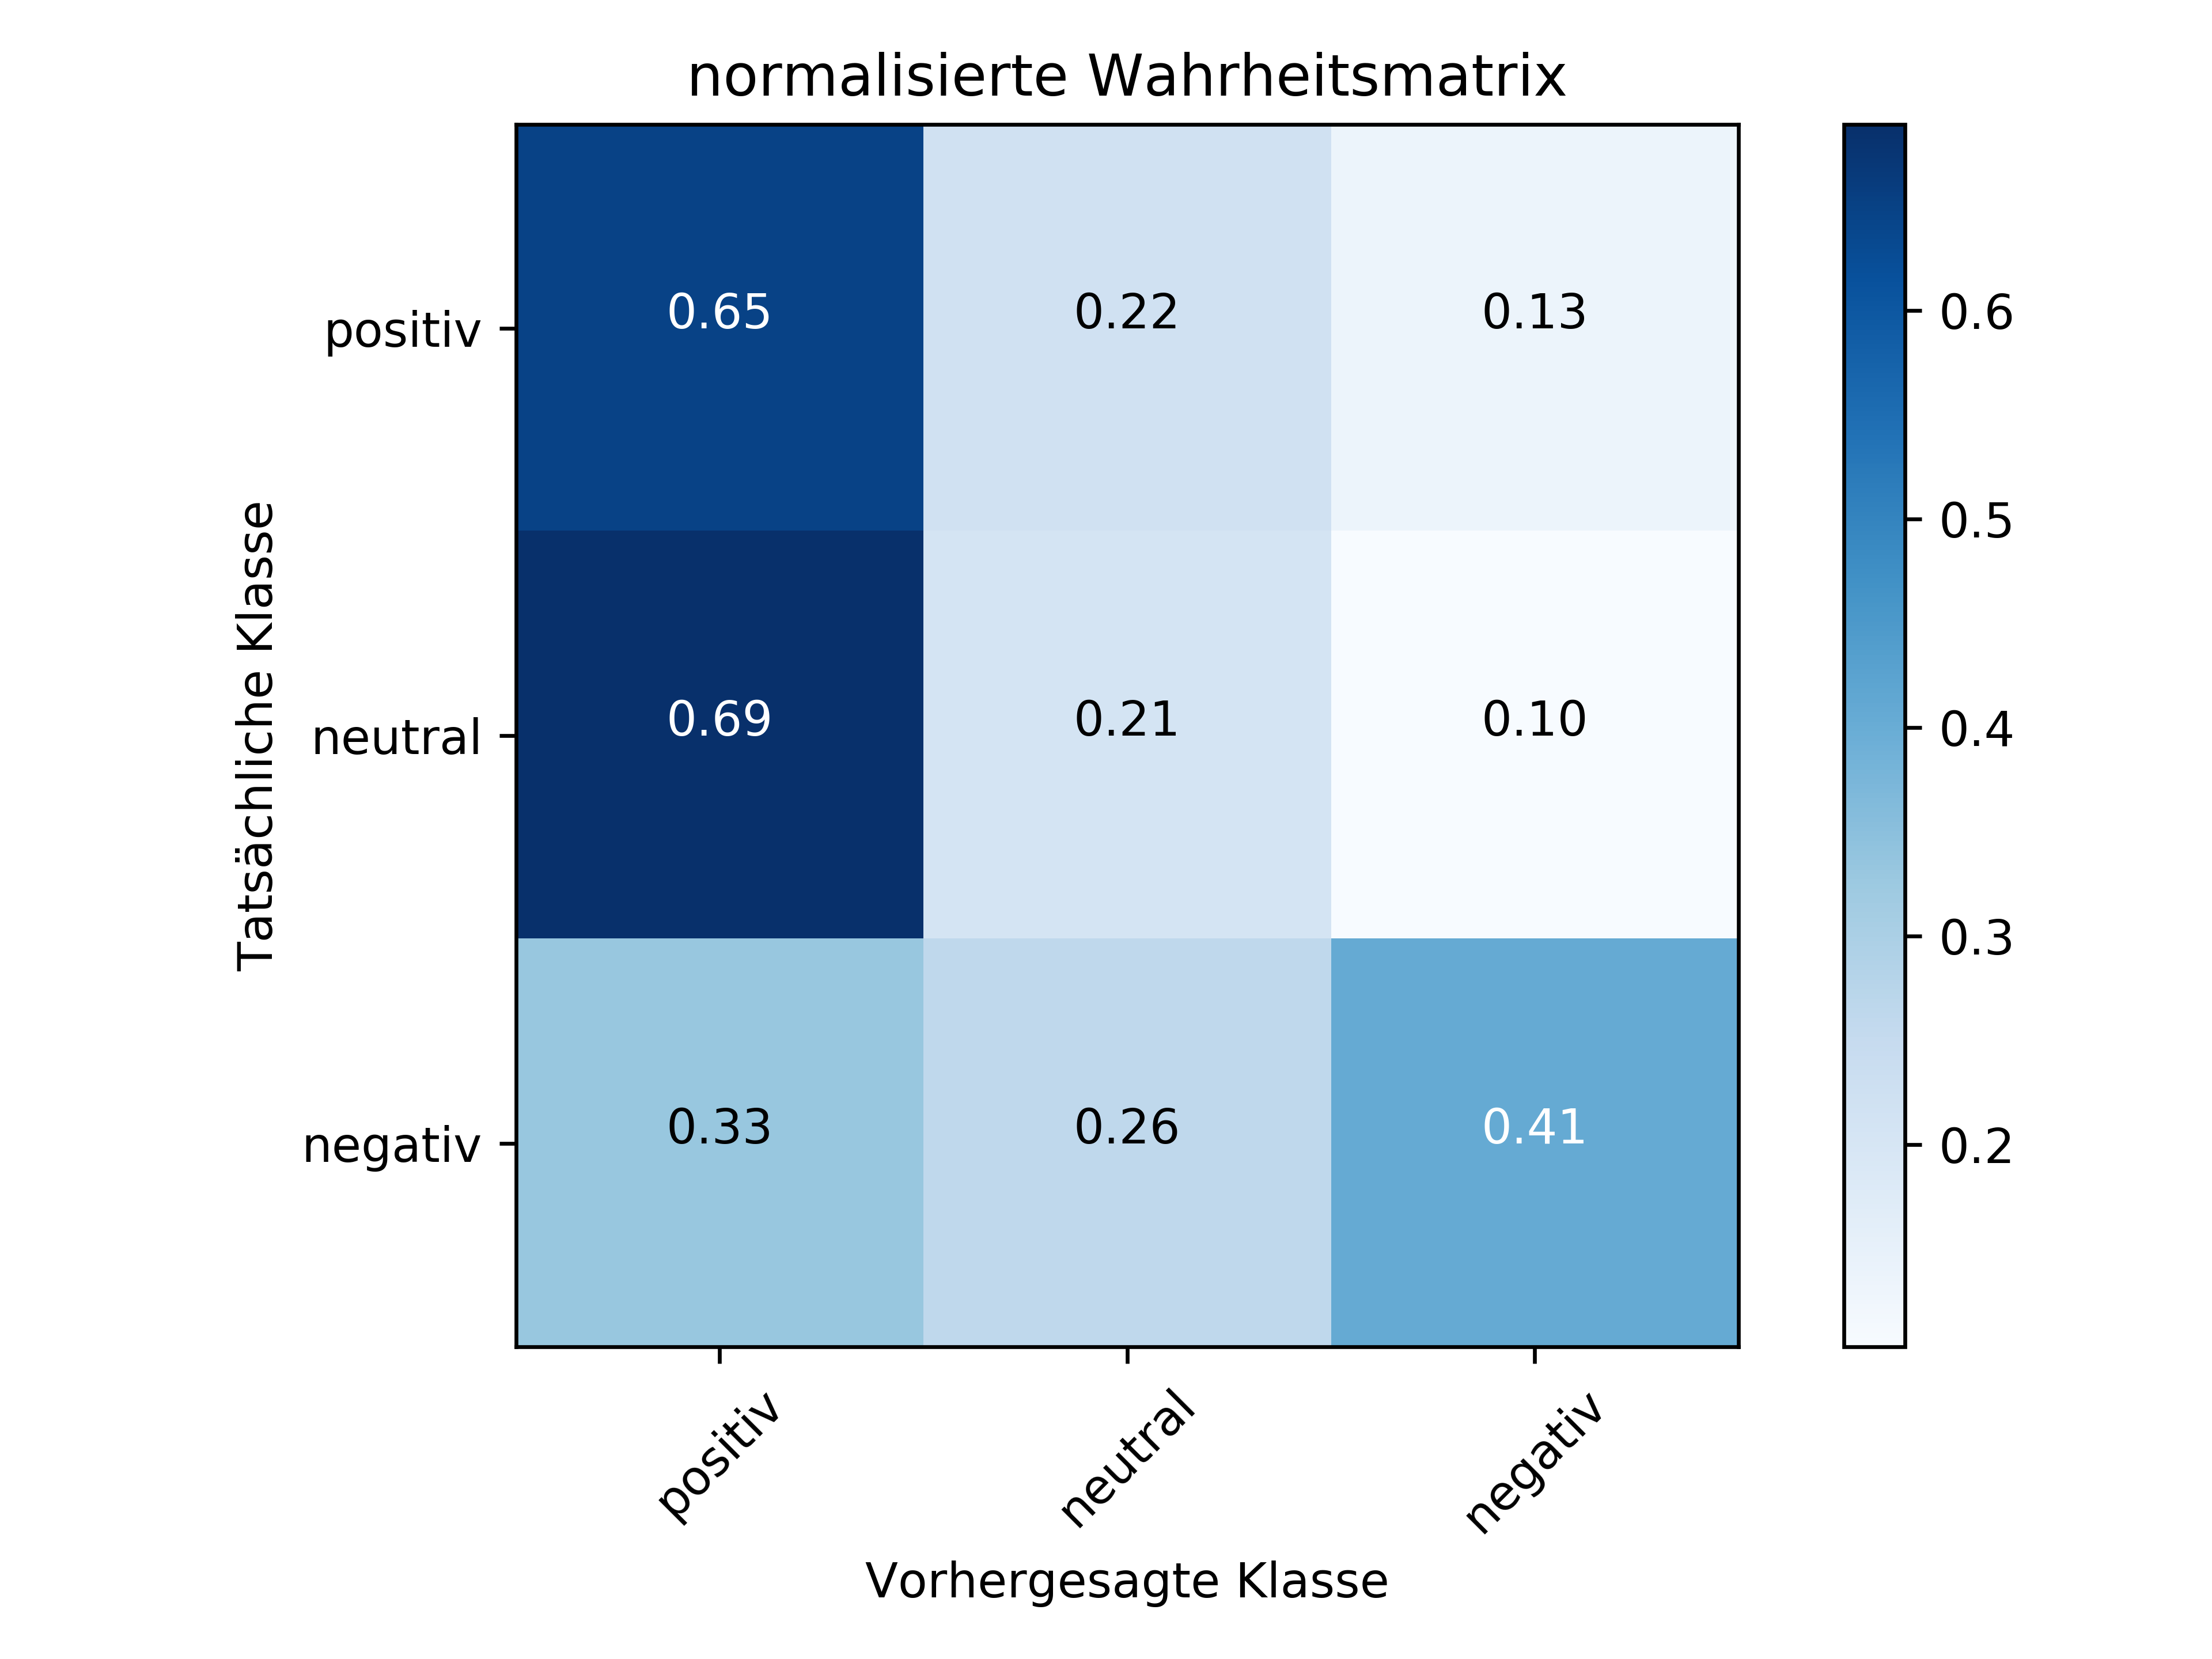 normalisierte Wahrheitsmatrix
Tatsächliche Klasse
positiv
0.65 0.22 0.13
neutral
0.69 0.21 0.10
negativ
0.33 0.26 0.41
positiv neutral negativ
Vorhergesagte Klasse
0.6
0.5
0.4
0.3
0.2